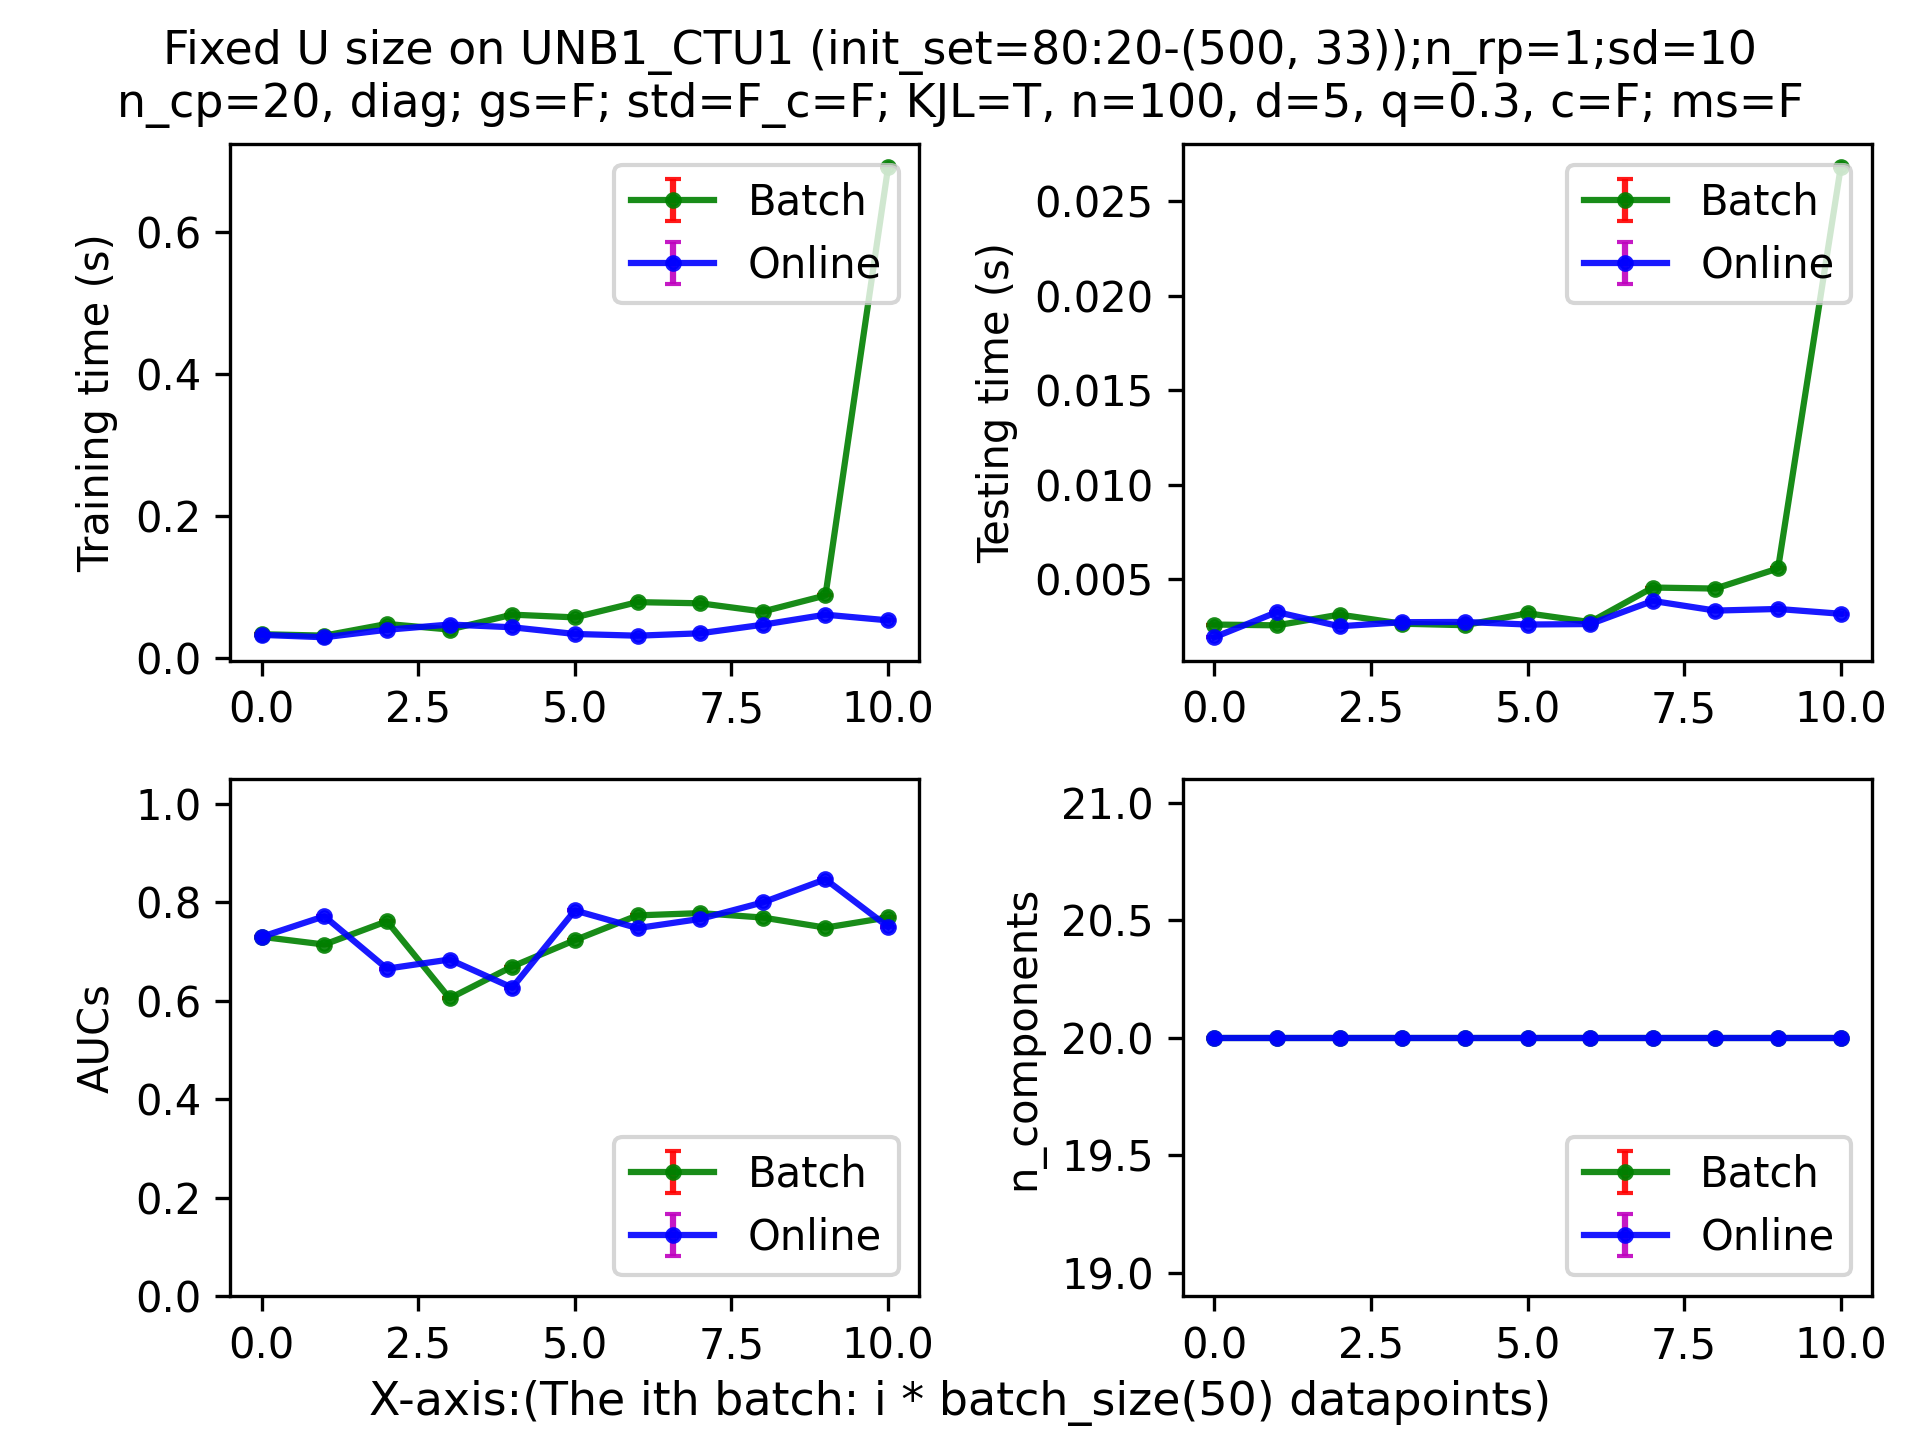 Fixed U size on UNB1_CTU1 (init_set=80:20-(500, 33));n_rp=1;sd=10
n_cp=20, diag; gs=F; std=F_c=F; KJL=T, n=100, d=5, q=0.3, c=F; ms=F
Training time (s)
0.6
0.4
0.2
0.0
0.0 2.5 5.0 7.5 10.0
Batch
Online
Testing time (s)
0.025
0.020
0.015
0.010
0.005
0.0 2.5 5.0 7.5 10.0
Batch
Online
AUCs
1.0
0.8
0.6
0.4
0.2
0.0
0.0 2.5 5.0 7.5 10.0
Batch
Online
n_components
21.0
20.5
20.0
19.5
19.0
0.0 2.5 5.0 7.5 10.0
Batch
Online
X-axis:(The ith batch: i * batch_size(50) datapoints)